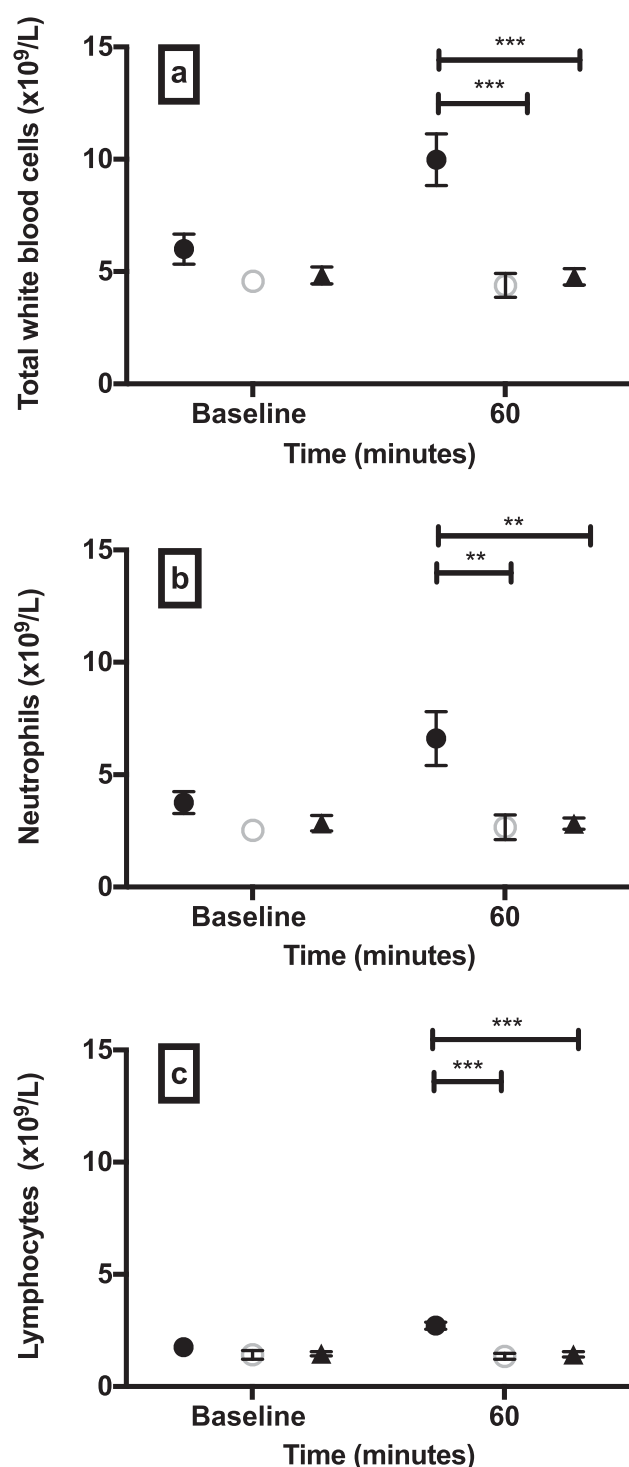 Total white blood cells (x10⁹/L)
15
10
5
0
a
***
***
Baseline
60
Time (minutes)
Neutrophils (x10⁹/L)
15
10
5
0
b
**
**
Baseline
60
Time (minutes)
Lymphocytes (x10⁹/L)
15
10
5
0
c
***
***
Baseline
60
Time (minutes)